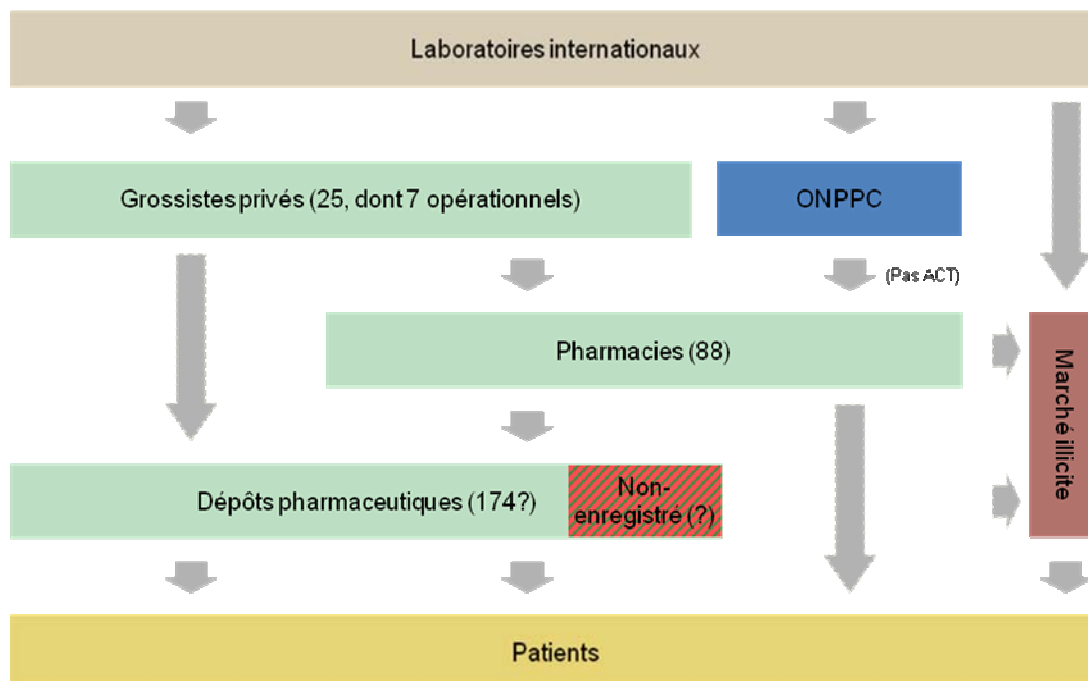 Laboratoires internationaux
Grossistes privés (25, dont 7 opérationnels)
ONPPC
(Pas ACT)
Pharmacies (88)
Marché illicite
Dépôts pharmaceutiques (174?)
Non-
enregistré (?)
Patients